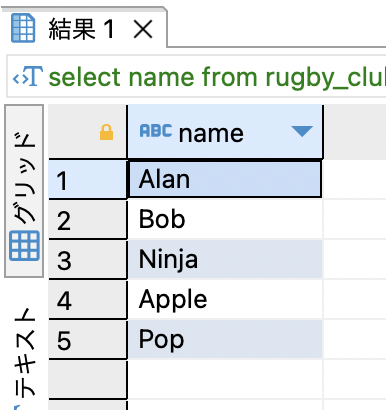 結果 1
select name from rugby_clu
グリッド
テキスト
ABC name
1 Alan
2 Bob
3 Ninja
4 Apple
5 Pop